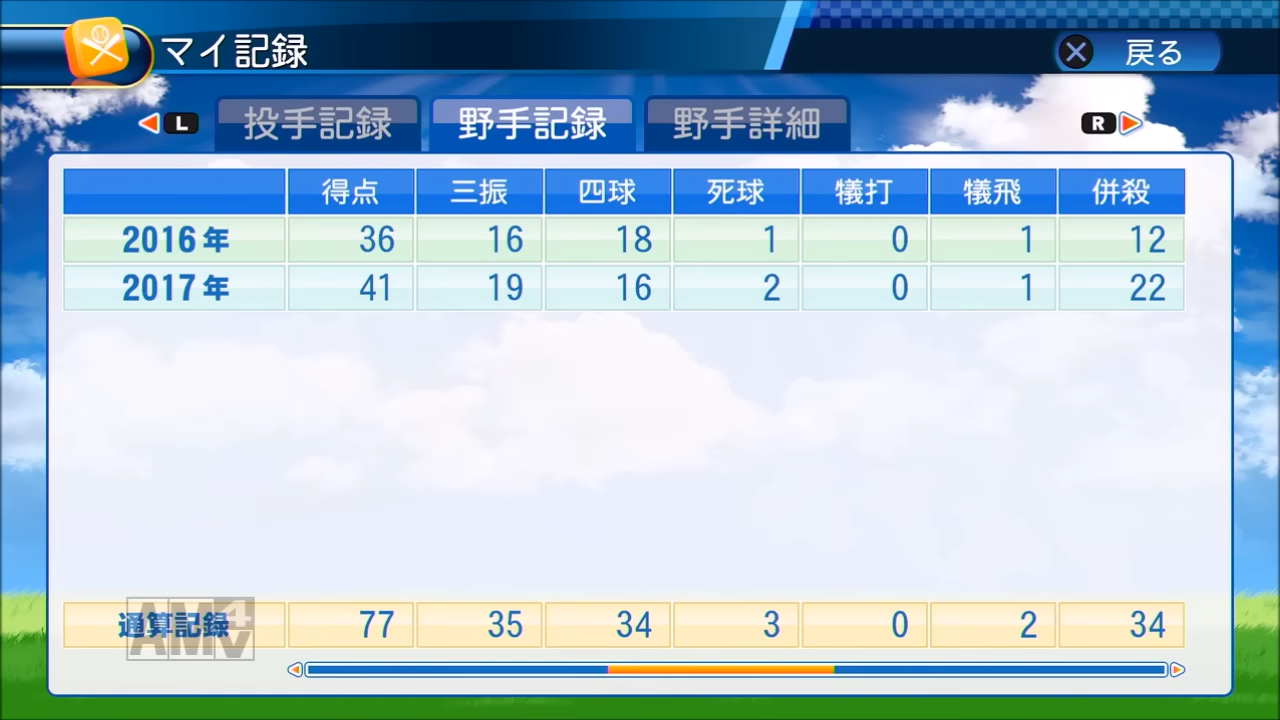 マイ記録
戻る
L 投手記録 野手記録 野手詳細 R
得点 三振 四球 死球 犠打 犠飛 併殺
2016年 36 16 18 1 0 1 12
2017年 41 19 16 2 0 1 22
通算記録 77 35 34 3 0 2 34
AM4V